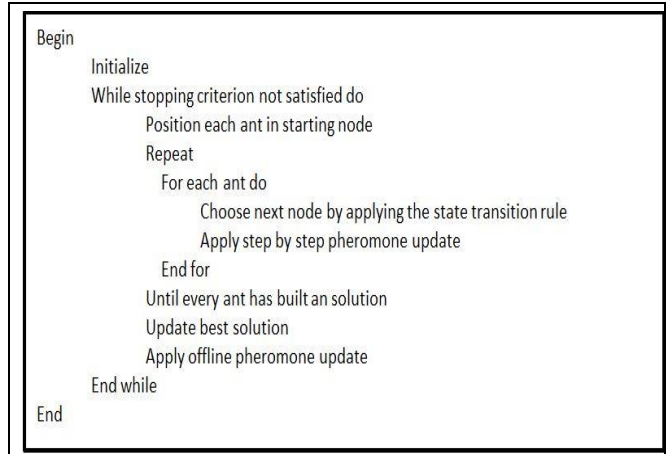 Begin
Initialize
While stopping criterion not satisfied do
Position each ant in starting node
Repeat
For each ant do
Choose next node by applying the state transition rule
Apply step by step pheromone update
End for
Until every ant has built an solution
Update best solution
Apply offline pheromone update
End while
End